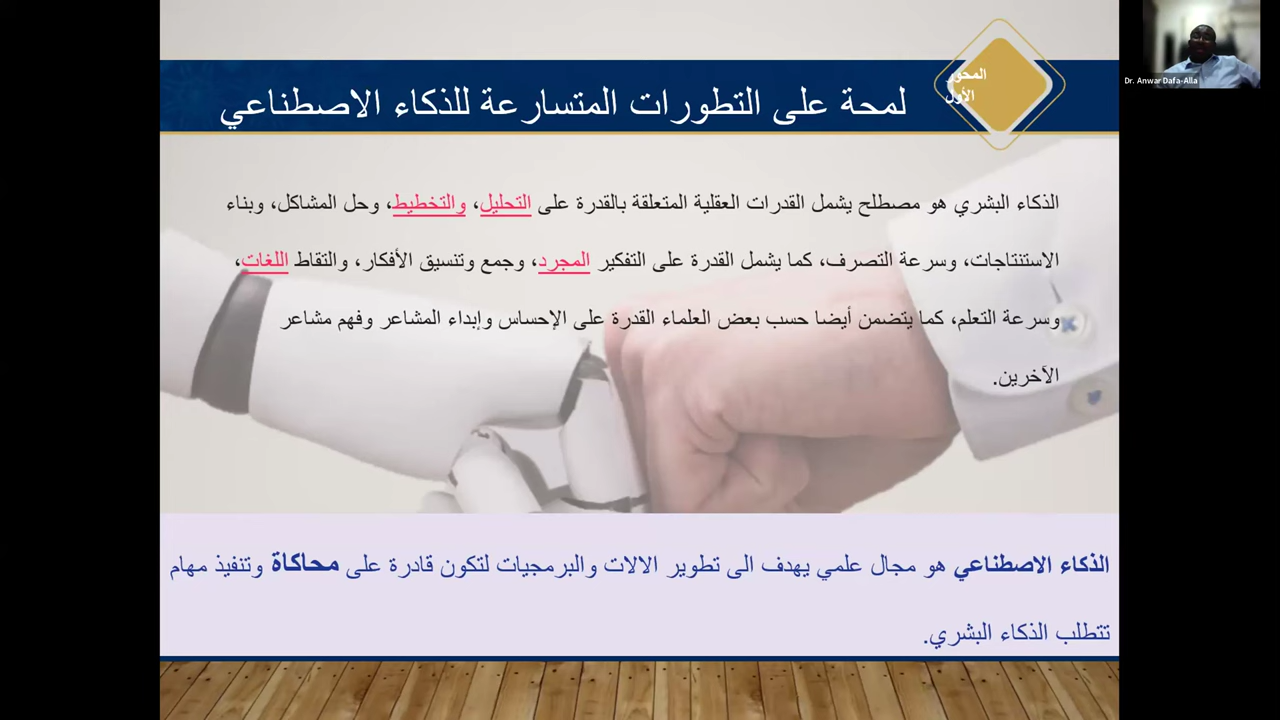 المحور
الأول
لمحة على التطورات المتسارعة للذكاء الاصطناعي
Dr. Anwar Dafa-Alla
الذكاء البشري هو مصطلح يشمل القدرات العقلية المتعلقة بالقدرة على التحليل، والتخطيط، وحل المشاكل، وبناء
الاستنتاجات، وسرعة التصرف، كما يشمل القدرة على التفكير المجرد، وجمع وتنسيق الأفكار، والتقاط اللغات،
وسرعة التعلم، كما يتضمن أيضا حسب بعض العلماء القدرة على الإحساس وإبداء المشاعر وفهم مشاعر
الآخرين.
الذكاء الاصطناعي هو مجال علمي يهدف الى تطوير الالات والبرمجيات لتكون قادرة على محاكاة وتنفيذ مهام
تتطلب الذكاء البشري.